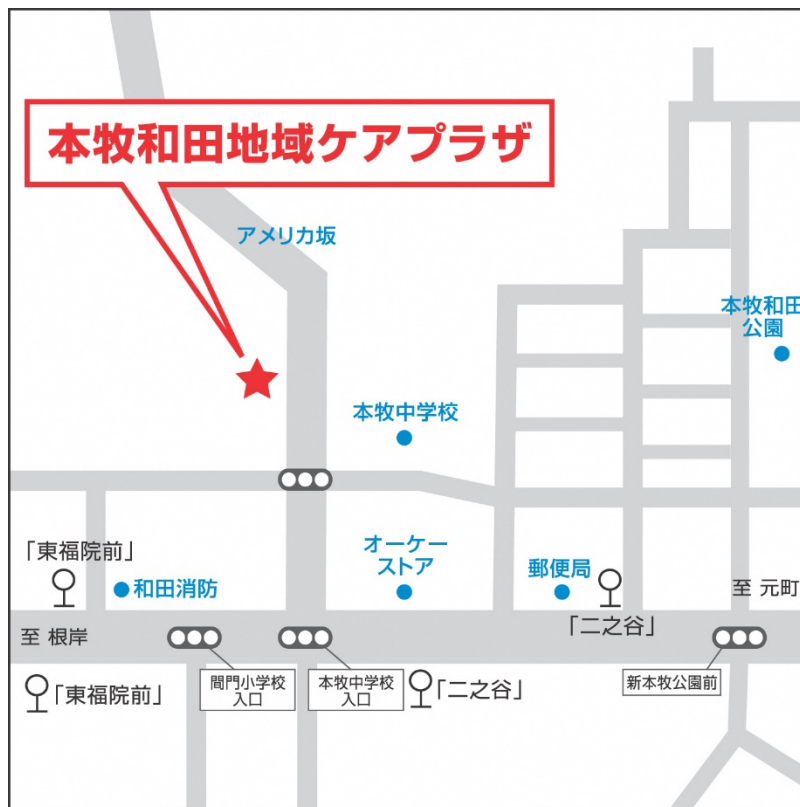 本牧和田地域ケアプラザ
アメリカ坂
本牧和田
公園
本牧中学校
「東福院前」
和田消防
オーケー
ストア
郵便局
至 元町
「二之谷」
至 根岸
間門小学校
入口
本牧中学校
入口
新本牧公園前
「東福院前」
「二之谷」